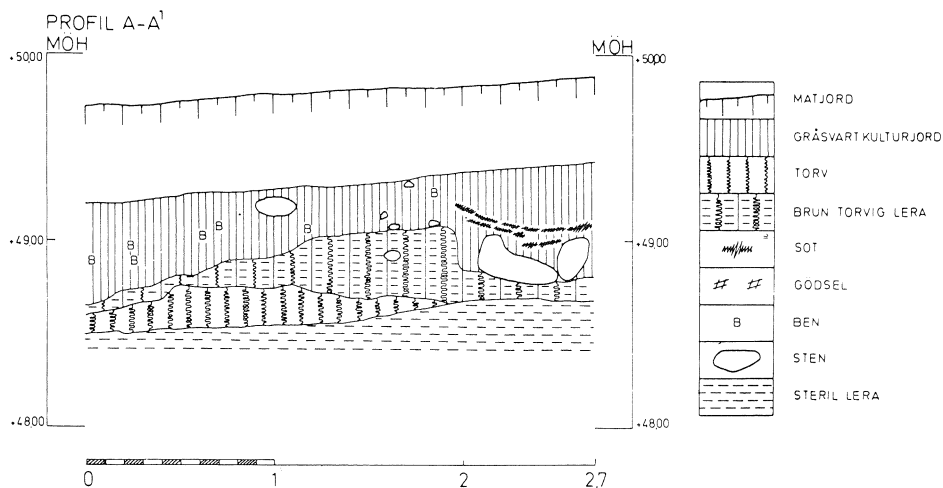 PROFIL A-A¹
MÖH
MÖH
+50,00
+50,00
+49,00
+49,00
+48,00
+48,00
B
B
B
B
B
B
B
0
1
2
2,7
MATJORD
GRÅSVART KULTURJORD
TORV
BRUN TORVIG LERA
SOT
GÖDSEL
B
BEN
STEN
STERIL LERA